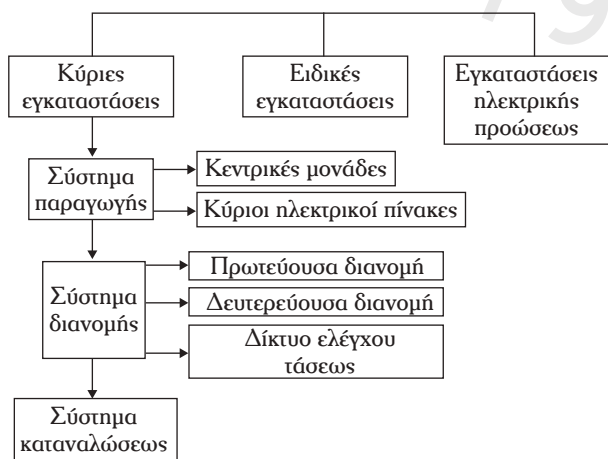 Κύριες
εγκαταστάσεις
Ειδικές
εγκαταστάσεις
Εγκαταστάσεις
ηλεκτρικής
προώσεως
Σύστημα
παραγωγής
Κεντρικές μονάδες
Κύριοι ηλεκτρικοί πίνακες
Σύστημα
διανομής
Πρωτεύουσα διανομή
Δευτερεύουσα διανομή
Δίκτυο ελέγχου
τάσεως
Σύστημα
καταναλώσεως